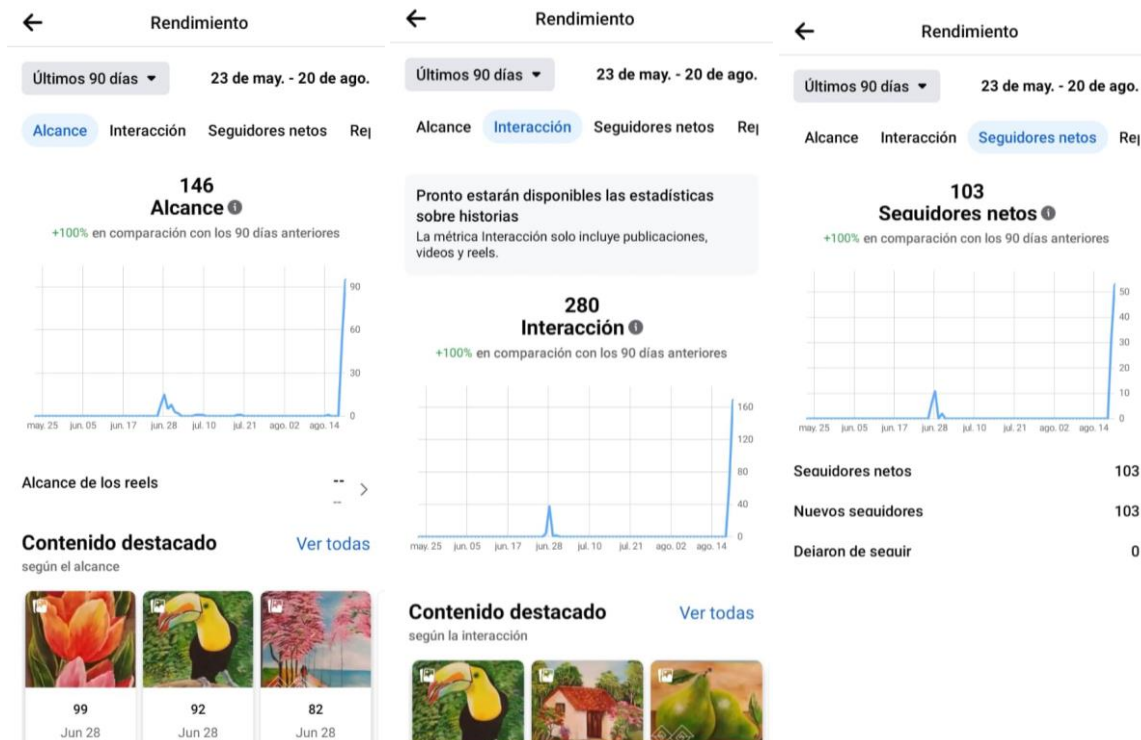 Rendimiento
Últimos 90 días
23 de may. - 20 de ago.
Alcance Interacción Seguidores netos Rep
146
Alcance
+100% en comparación con los 90 días anteriores
90
60
30
0
may. 25 jun. 05 jun. 17 jun. 28 jul. 10 jul. 21 ago. 02 ago. 14
Alcance de los reels
--
--
Contenido destacado
Ver todas
según el alcance
99
Jun 28
92
Jun 28
82
Jun 28
Rendimiento
Últimos 90 días
23 de may. - 20 de ago.
Alcance Interacción Seguidores netos Rep
Pronto estarán disponibles las estadísticas
sobre historias
La métrica Interacción solo incluye publicaciones,
videos y reels.
280
Interacción
+100% en comparación con los 90 días anteriores
160
120
80
40
0
may. 25 jun. 05 jun. 17 jun. 28 jul. 10 jul. 21 ago. 02 ago. 14
Contenido destacado
Ver todas
según la interacción
Rendimiento
Últimos 90 días
23 de may. - 20 de ago.
Alcance Interacción Seguidores netos Rep
103
Seguidores netos
+100% en comparación con los 90 días anteriores
50
40
30
20
10
0
may. 25 jun. 05 jun. 17 jun. 28 jul. 10 jul. 21 ago. 02 ago. 14
Seguidores netos 103
Nuevos seguidores 103
Dejaron de seguir 0